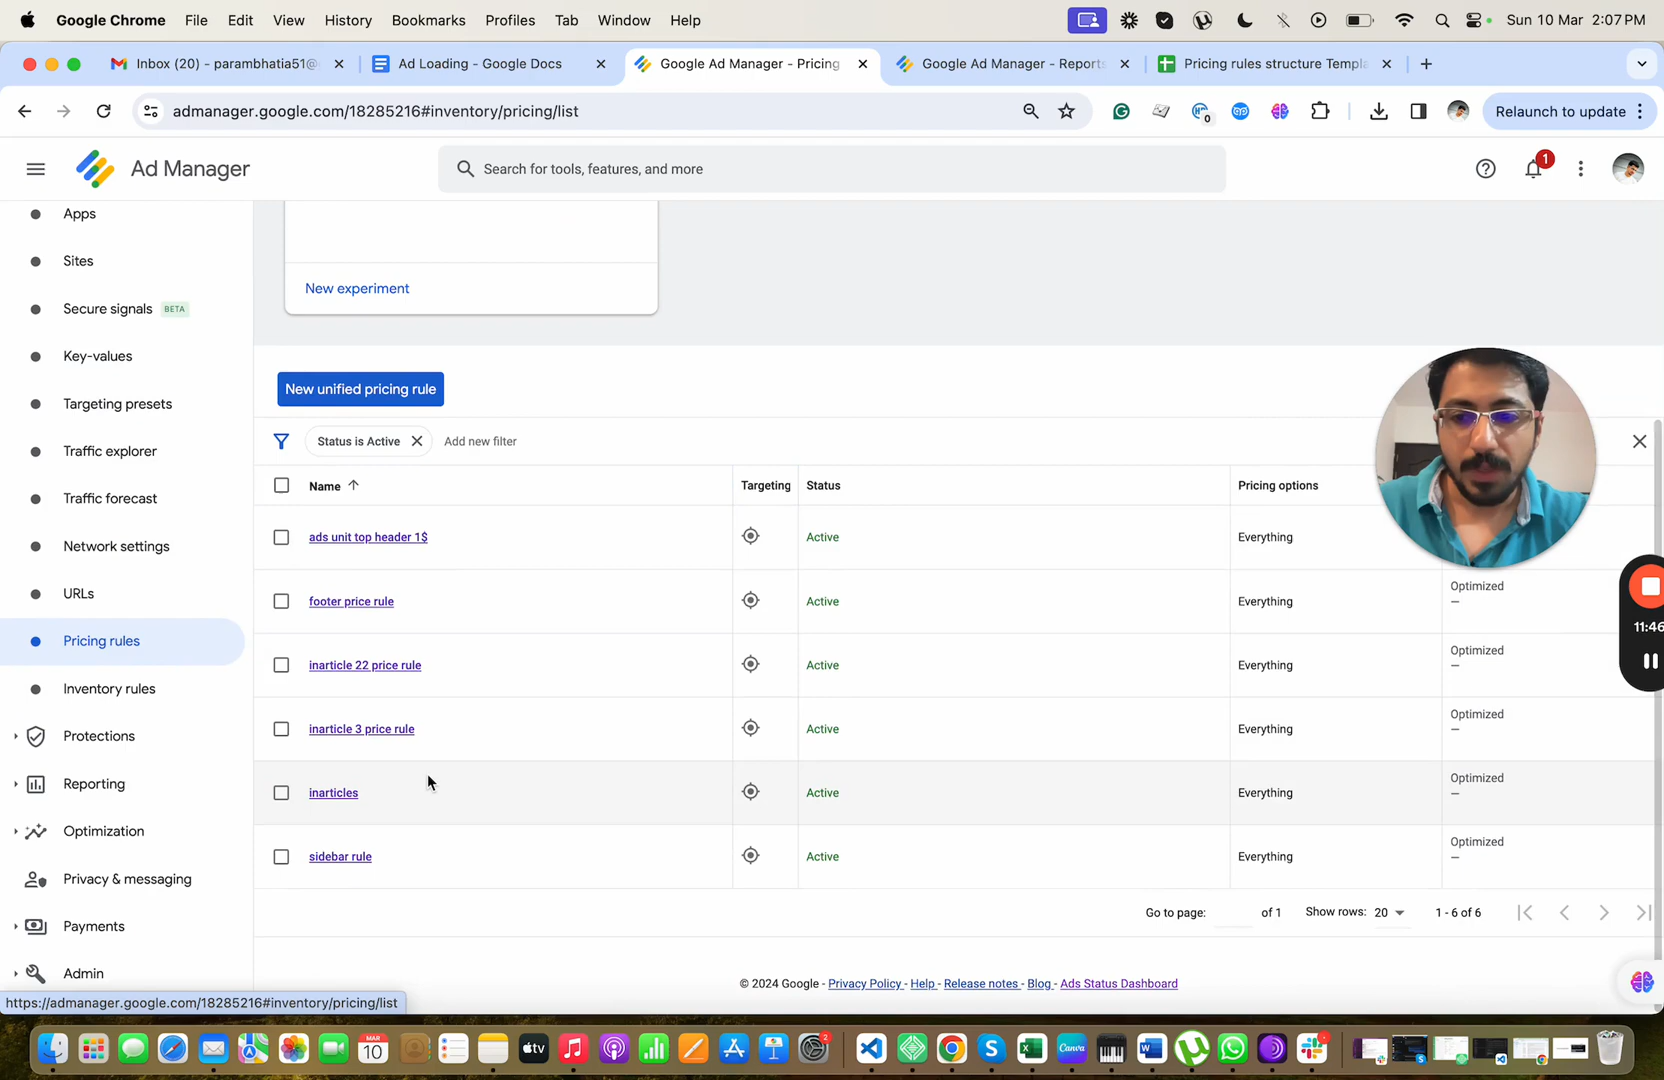 Google Chrome File Edit View History Bookmarks Profiles Tab Window Help Sun 10 Mar 2:07 PM
Inbox (20) - parambhatia51@ Ad Loading - Google Docs Google Ad Manager - Pricing Google Ad Manager - Reports Pricing rules structure Templa
admanager.google.com/18285216#inventory/pricing/list 0 Relaunch to update
Ad Manager Search for tools, features, and more 1
Apps
Sites
Secure signals BETA
Key-values
Targeting presets
Traffic explorer
Traffic forecast
Network settings
URLs
Pricing rules
Inventory rules
Protections
Reporting
Optimization
Privacy & messaging
Payments
Admin
https://admanager.google.com/18285216#inventory/pricing/list
New experiment
New unified pricing rule
Status is Active Add new filter
Name Targeting Status Pricing options
ads unit top header 1$ Active Everything
footer price rule Active Everything Optimized –
inarticle 22 price rule Active Everything Optimized –
inarticle 3 price rule Active Everything Optimized –
inarticles Active Everything Optimized –
sidebar rule Active Everything Optimized –
Go to page: of 1 Show rows: 20 1 - 6 of 6
© 2024 Google - Privacy Policy - Help - Release notes - Blog - Ads Status Dashboard
11:46
MAR
10
tv
2
Canva